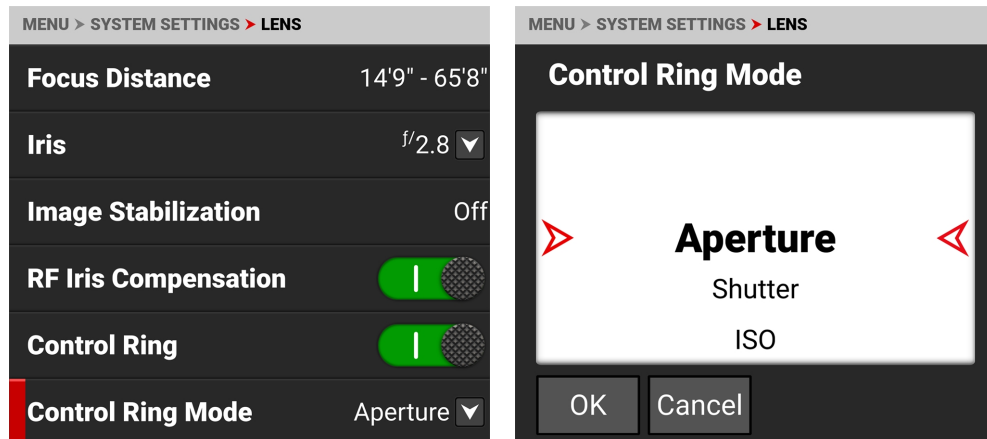 MENU > SYSTEM SETTINGS > LENS
Focus Distance 14'9" - 65'8"
Iris ƒ/2.8
Image Stabilization Off
RF Iris Compensation
Control Ring
Control Ring Mode Aperture
MENU > SYSTEM SETTINGS > LENS
Control Ring Mode
Aperture
Shutter
ISO
OK Cancel